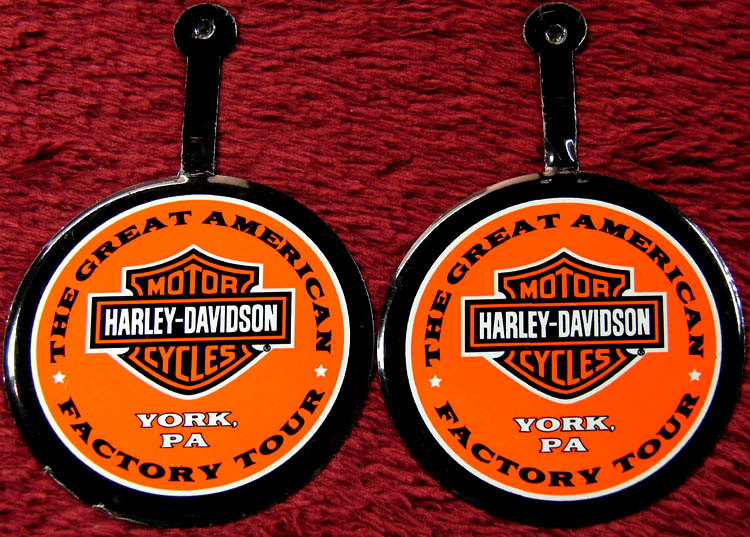 THE GREAT AMERICAN
MOTOR
HARLEY-DAVIDSON
CYCLES
YORK,
PA
FACTORY TOUR
THE GREAT AMERICAN
MOTOR
HARLEY-DAVIDSON
CYCLES
YORK,
PA
FACTORY TOUR